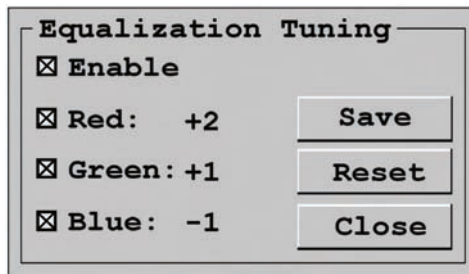 Equalization Tuning
Enable
Red: +2 Save
Green: +1 Reset
Blue: -1 Close